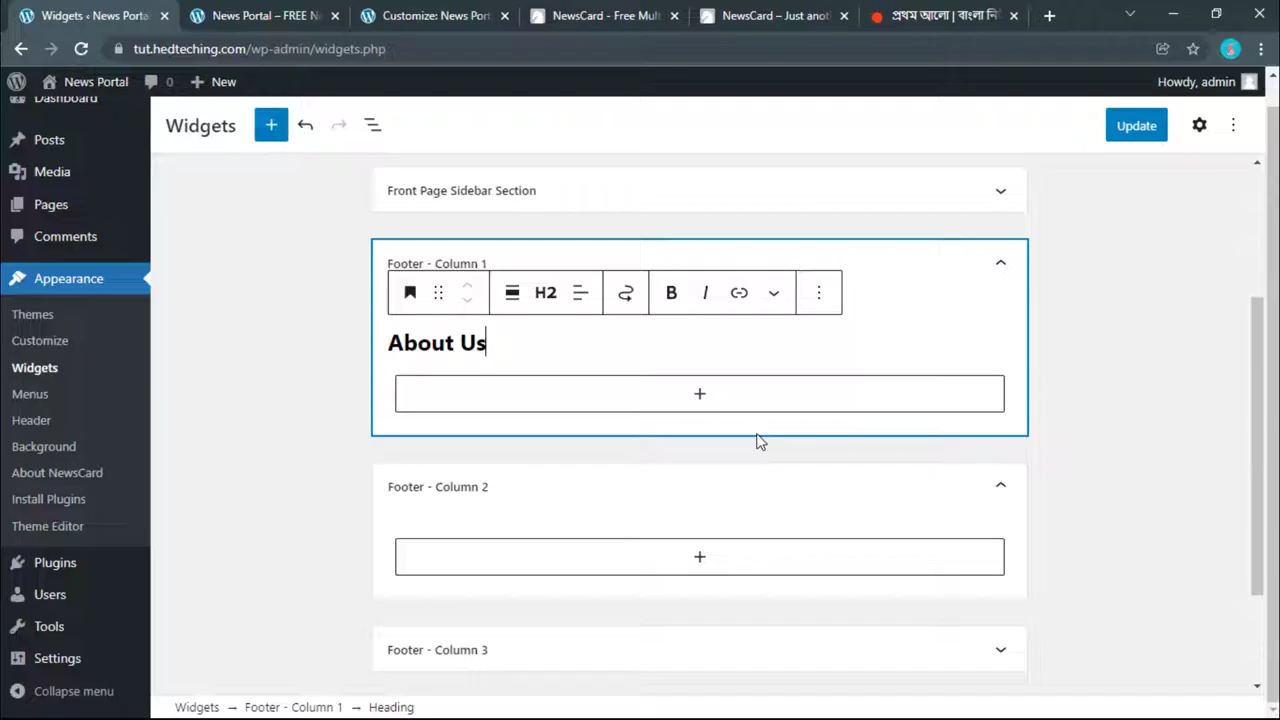 News Porta
News Portal – FREE N
Customize: News Port
NewsCard - Free Mul
NewsCard – Just anot
প্রথম আলো | বাংলা নি
tut.hedteching.com/wp-admin/widgets.php
News Portal
0
New
Howdy, admin
Dashboard
Posts
Media
Pages
Comments
Appearance
Themes
Customize
Widgets
Menus
Header
Background
About NewsCard
Install Plugins
Theme Editor
Plugins
Users
Tools
Settings
Collapse menu
Widgets
Update
Front Page Sidebar Section
Footer - Column 1
H2
B
I
About Us
Footer - Column 2
Footer - Column 3
Widgets → Footer - Column 1 → Heading